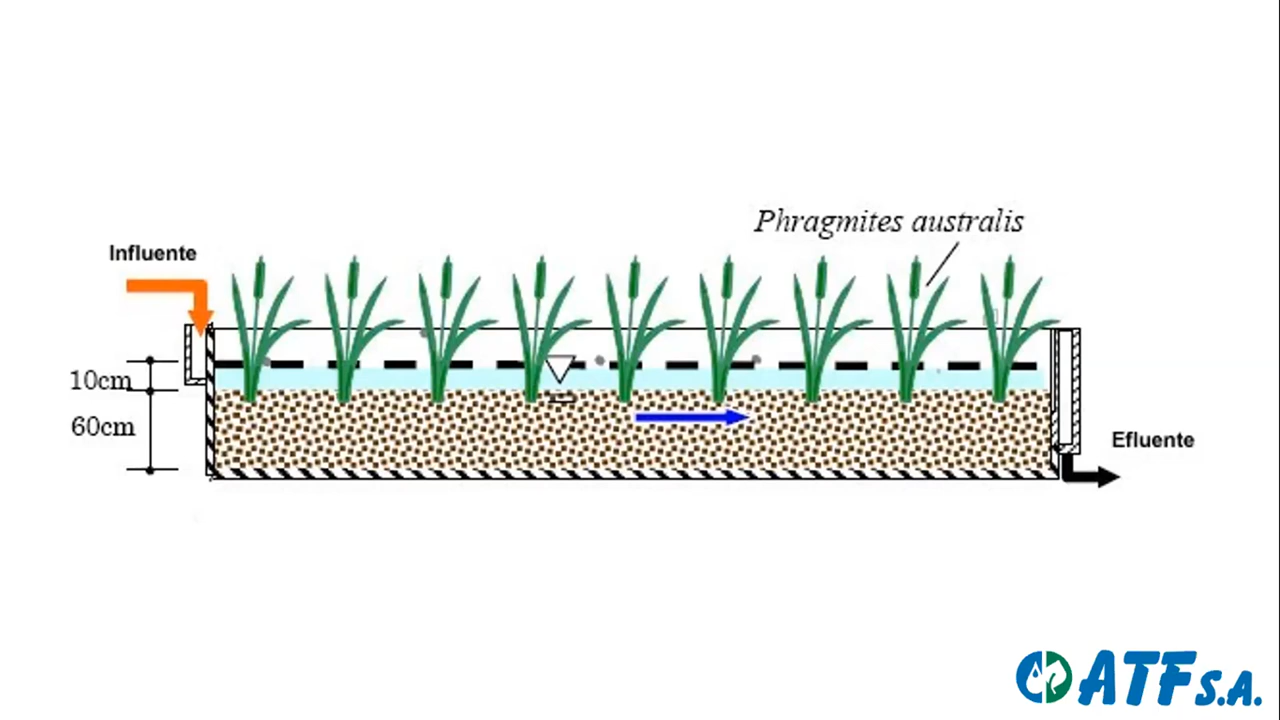 Phragmites australis
Influente
10cm
60cm
Efluente
ATF S.A.